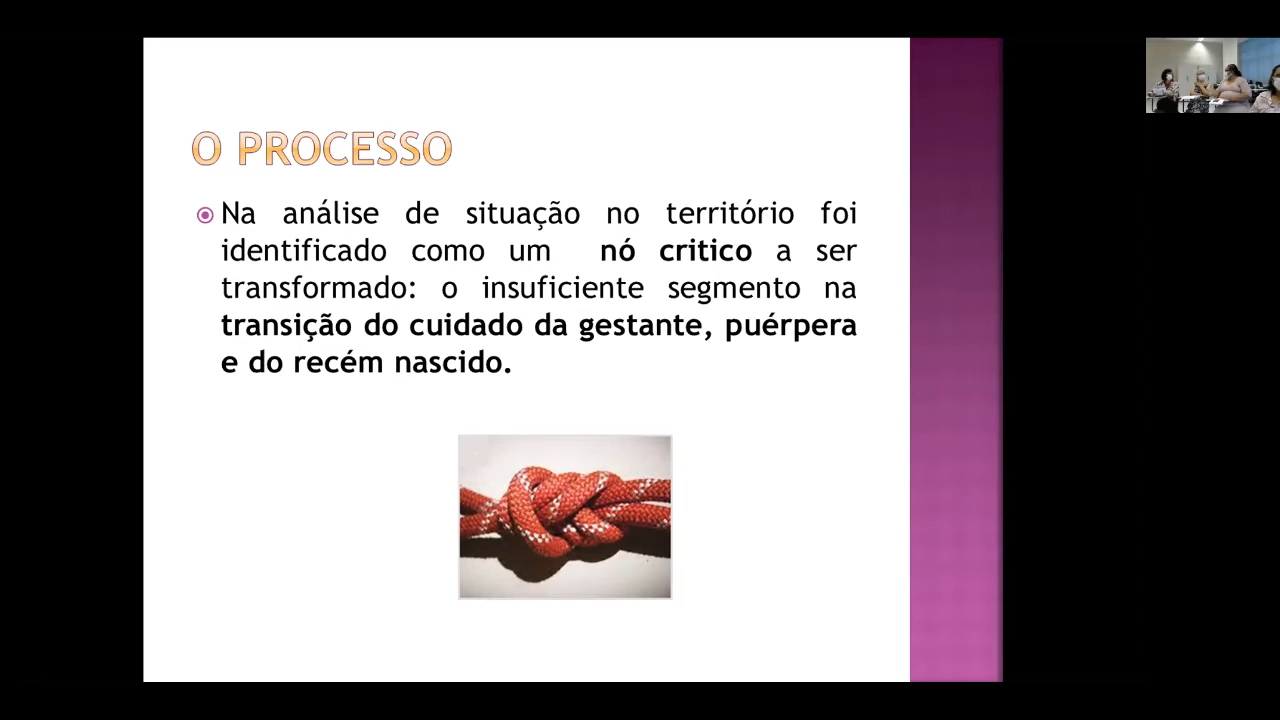 O PROCESSO
Na análise de situação no território foi
identificado como um nó critico a ser
transformado: o insuficiente segmento na
transição do cuidado da gestante, puérpera
e do recém nascido.